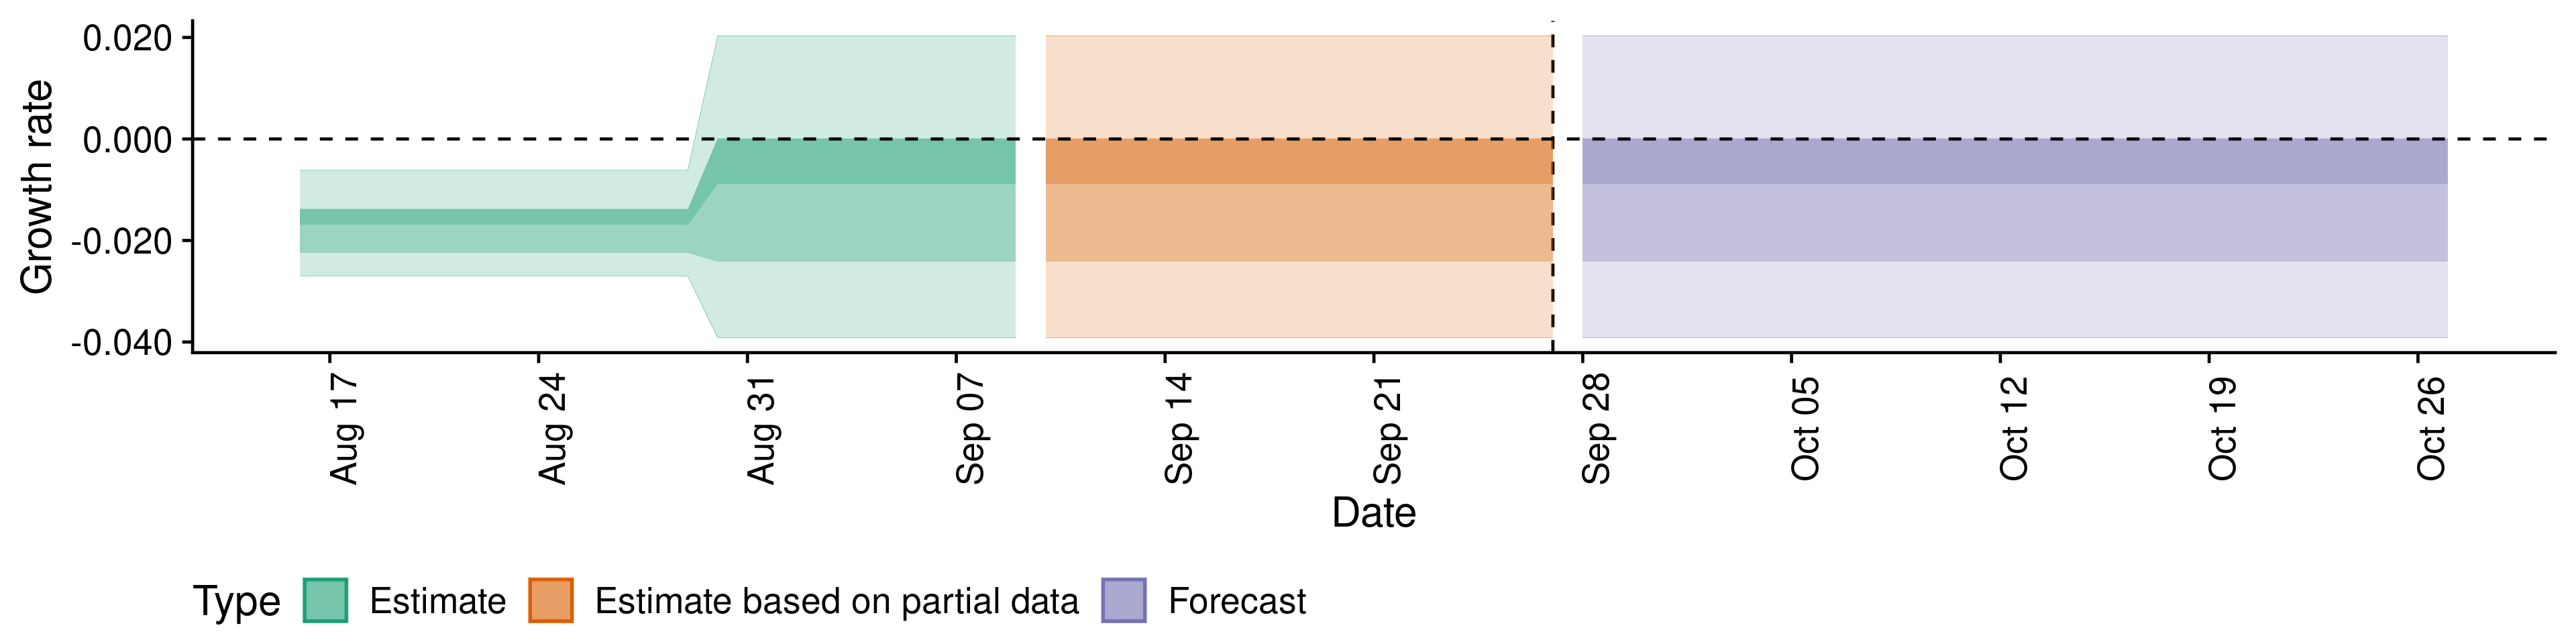 Growth rate
0.020
0.000
-0.020
-0.040
Aug 17
Aug 24
Aug 31
Sep 07
Sep 14
Sep 21
Sep 28
Oct 05
Oct 12
Oct 19
Oct 26
Date
Type Estimate Estimate based on partial data Forecast